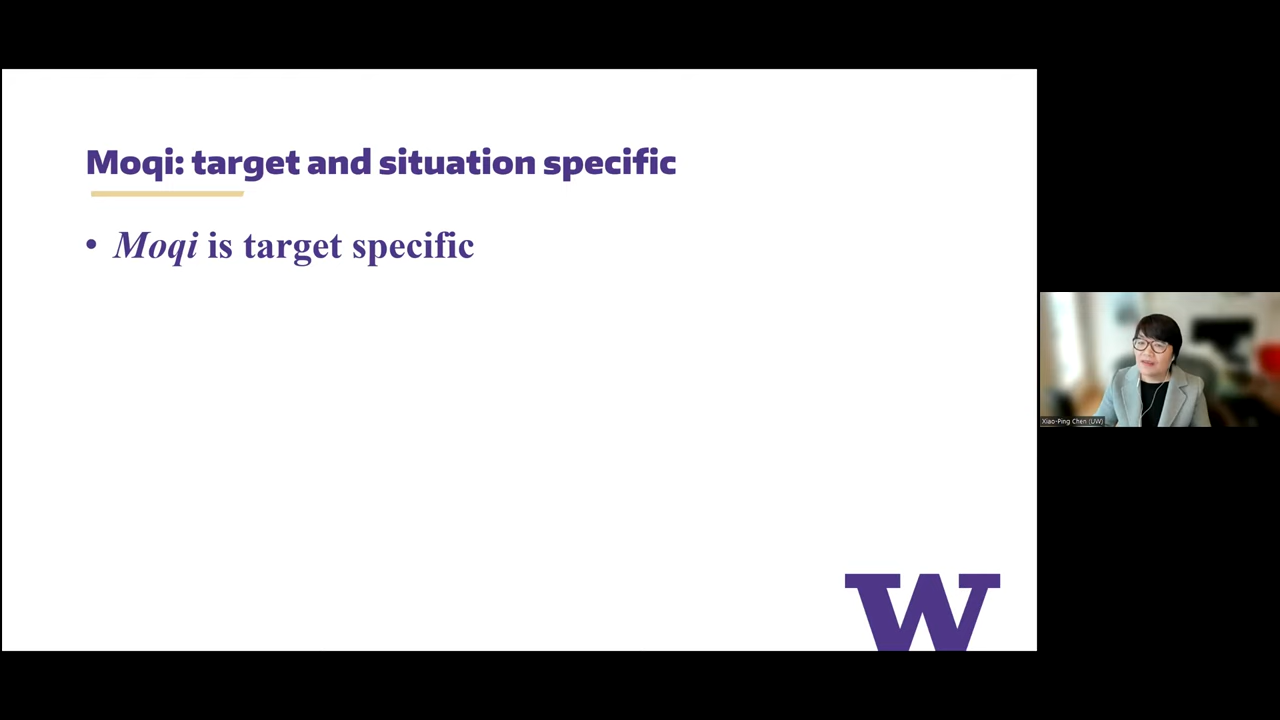 Moqi: target and situation specific
• Moqi is target specific
Xiao-Ping Chen (UW)
W